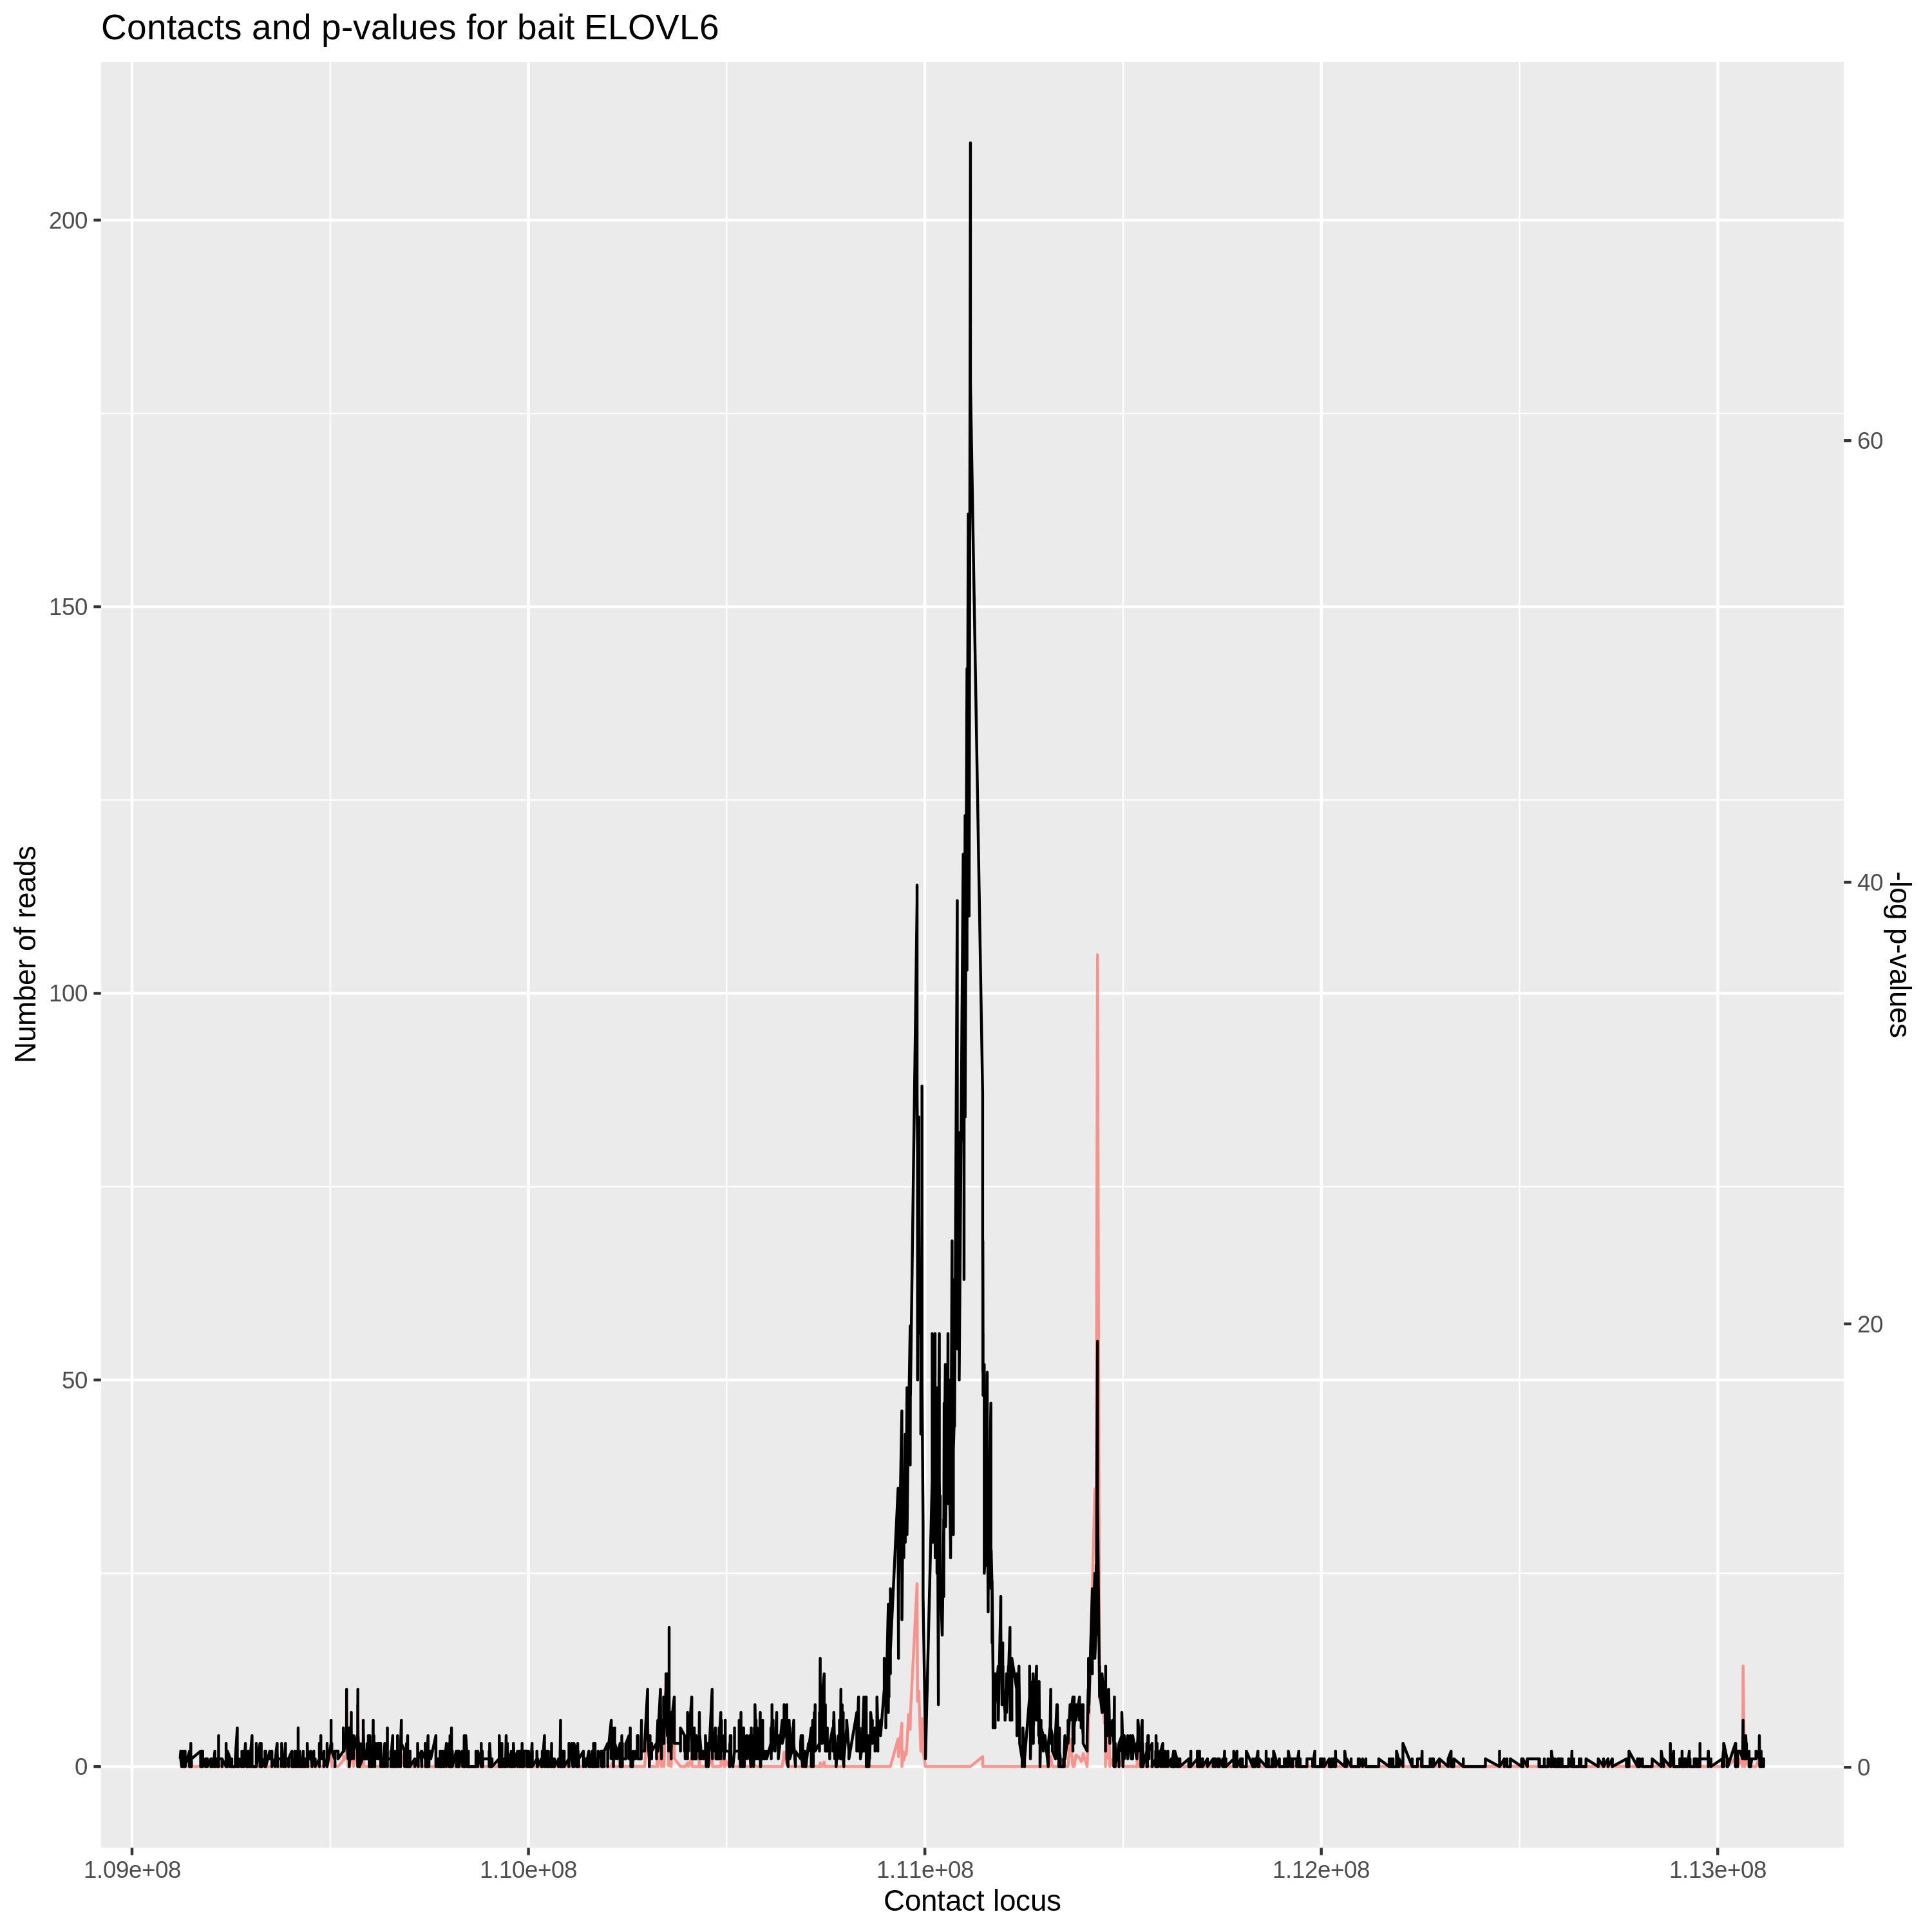 Contacts and p-values for bait ELOVL6
200
150
100
50
0
Number of reads
60
40
20
0
-log p-values
1.09e+08
1.10e+08
1.11e+08
1.12e+08
1.13e+08
Contact locus